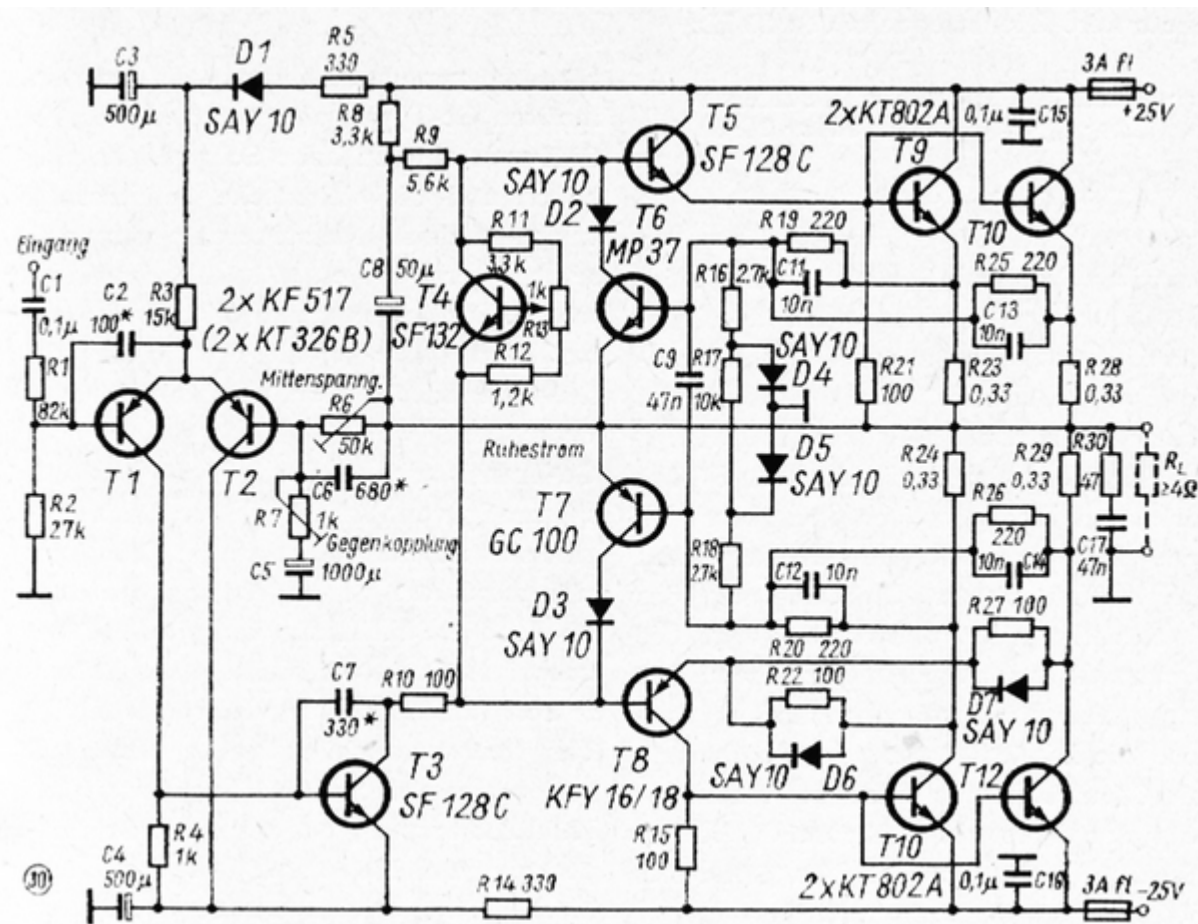 C3
500µ
D1
SAY 10
R5
330
R8
3,3k
R9
5,6k
T5
SF 128 C
2xKT802A
0,1µ
C15
3A fl
+25V
T9
T10
SAY 10
D2
T6
MP 37
R11
3,3k
R19 220
C11
10n
R16
2,7k
R25 220
C13
10n
Eingang
C1
0,1µ
C2
100*
R3
15k
2x KF 517
(2x KT 326 B)
C8
50µ
T4
SF132
1k
R13
R12
1,2k
C9
47n
R17
10k
SAY 10
D4
R21
100
R23
0,33
R28
0,33
R1
82k
Mittenspanng.
R6
50k
Ruhestrom
T1
T2
R2
27k
C6
680*
R7
1k
Gegenkopplung
C5
1000µ
T7
GC 100
D5
SAY 10
R24
0,33
R29
0,33
R30
47
RL
≥4Ω
R26
220
10n
C14
C17
47n
R18
2,7k
C12
10n
R20 220
R27 100
D3
SAY 10
C7
330*
R10 100
R22 100
D7
SAY 10
SAY 10
D6
T3
SF 128 C
T8
KFY 16/18
T12
T10
R4
1k
R15
100
C4
500µ
30
R14 330
2xKT802A
0,1µ
C16
3A fl
-25V